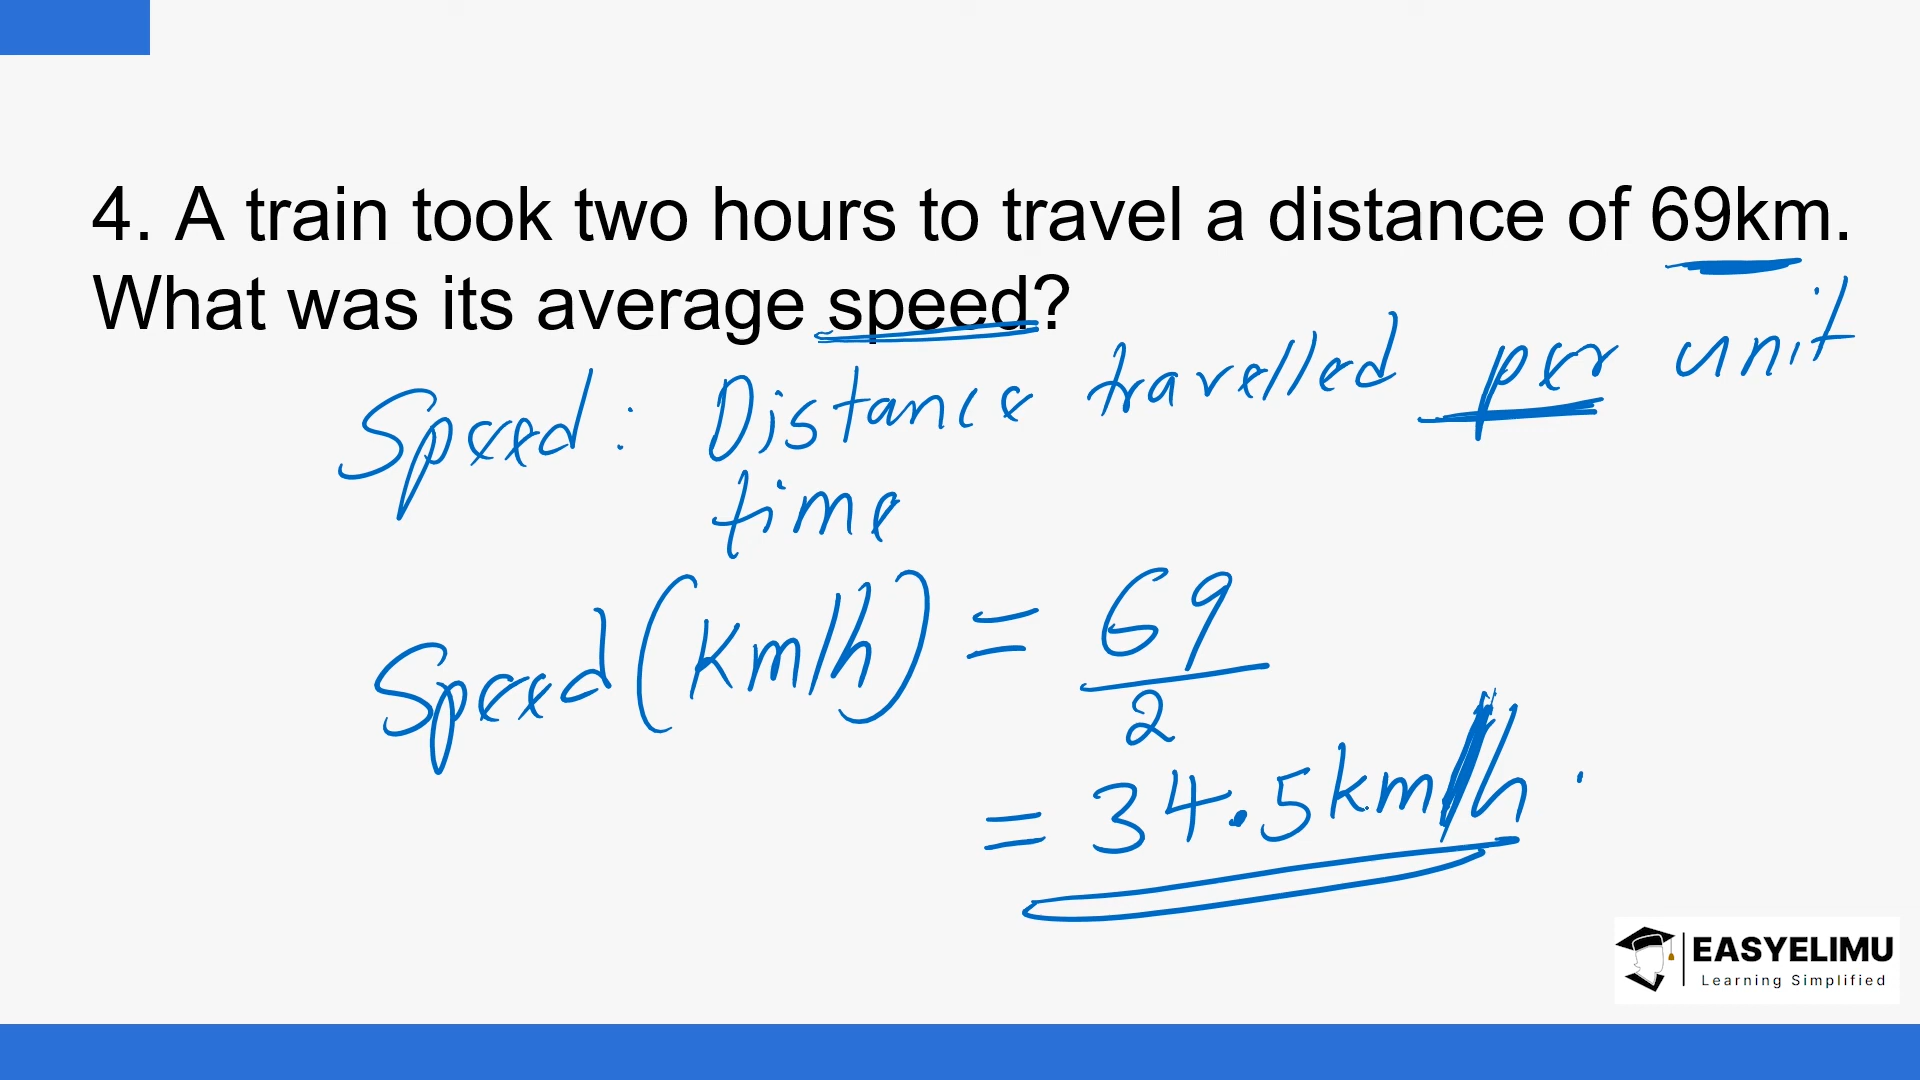 4. A train took two hours to travel a distance of 69km.
What was its average speed?
Speed: Distance travelled per unit
time
Speed (Km/h) = 69
2
= 34.5km/h.
EASYELIMU
Learning Simplified